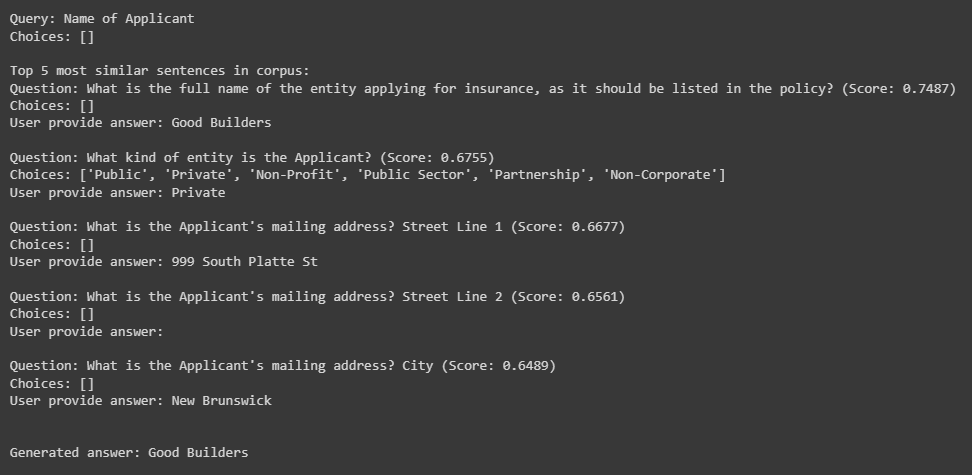 Query: Name of Applicant
Choices: []
Top 5 most similar sentences in corpus:
Question: What is the full name of the entity applying for insurance, as it should be listed in the policy? (Score: 0.7487)
Choices: []
User provide answer: Good Builders
Question: What kind of entity is the Applicant? (Score: 0.6755)
Choices: ['Public', 'Private', 'Non-Profit', 'Public Sector', 'Partnership', 'Non-Corporate']
User provide answer: Private
Question: What is the Applicant's mailing address? Street Line 1 (Score: 0.6677)
Choices: []
User provide answer: 999 South Platte St
Question: What is the Applicant's mailing address? Street Line 2 (Score: 0.6561)
Choices: []
User provide answer:
Question: What is the Applicant's mailing address? City (Score: 0.6489)
Choices: []
User provide answer: New Brunswick
Generated answer: Good Builders